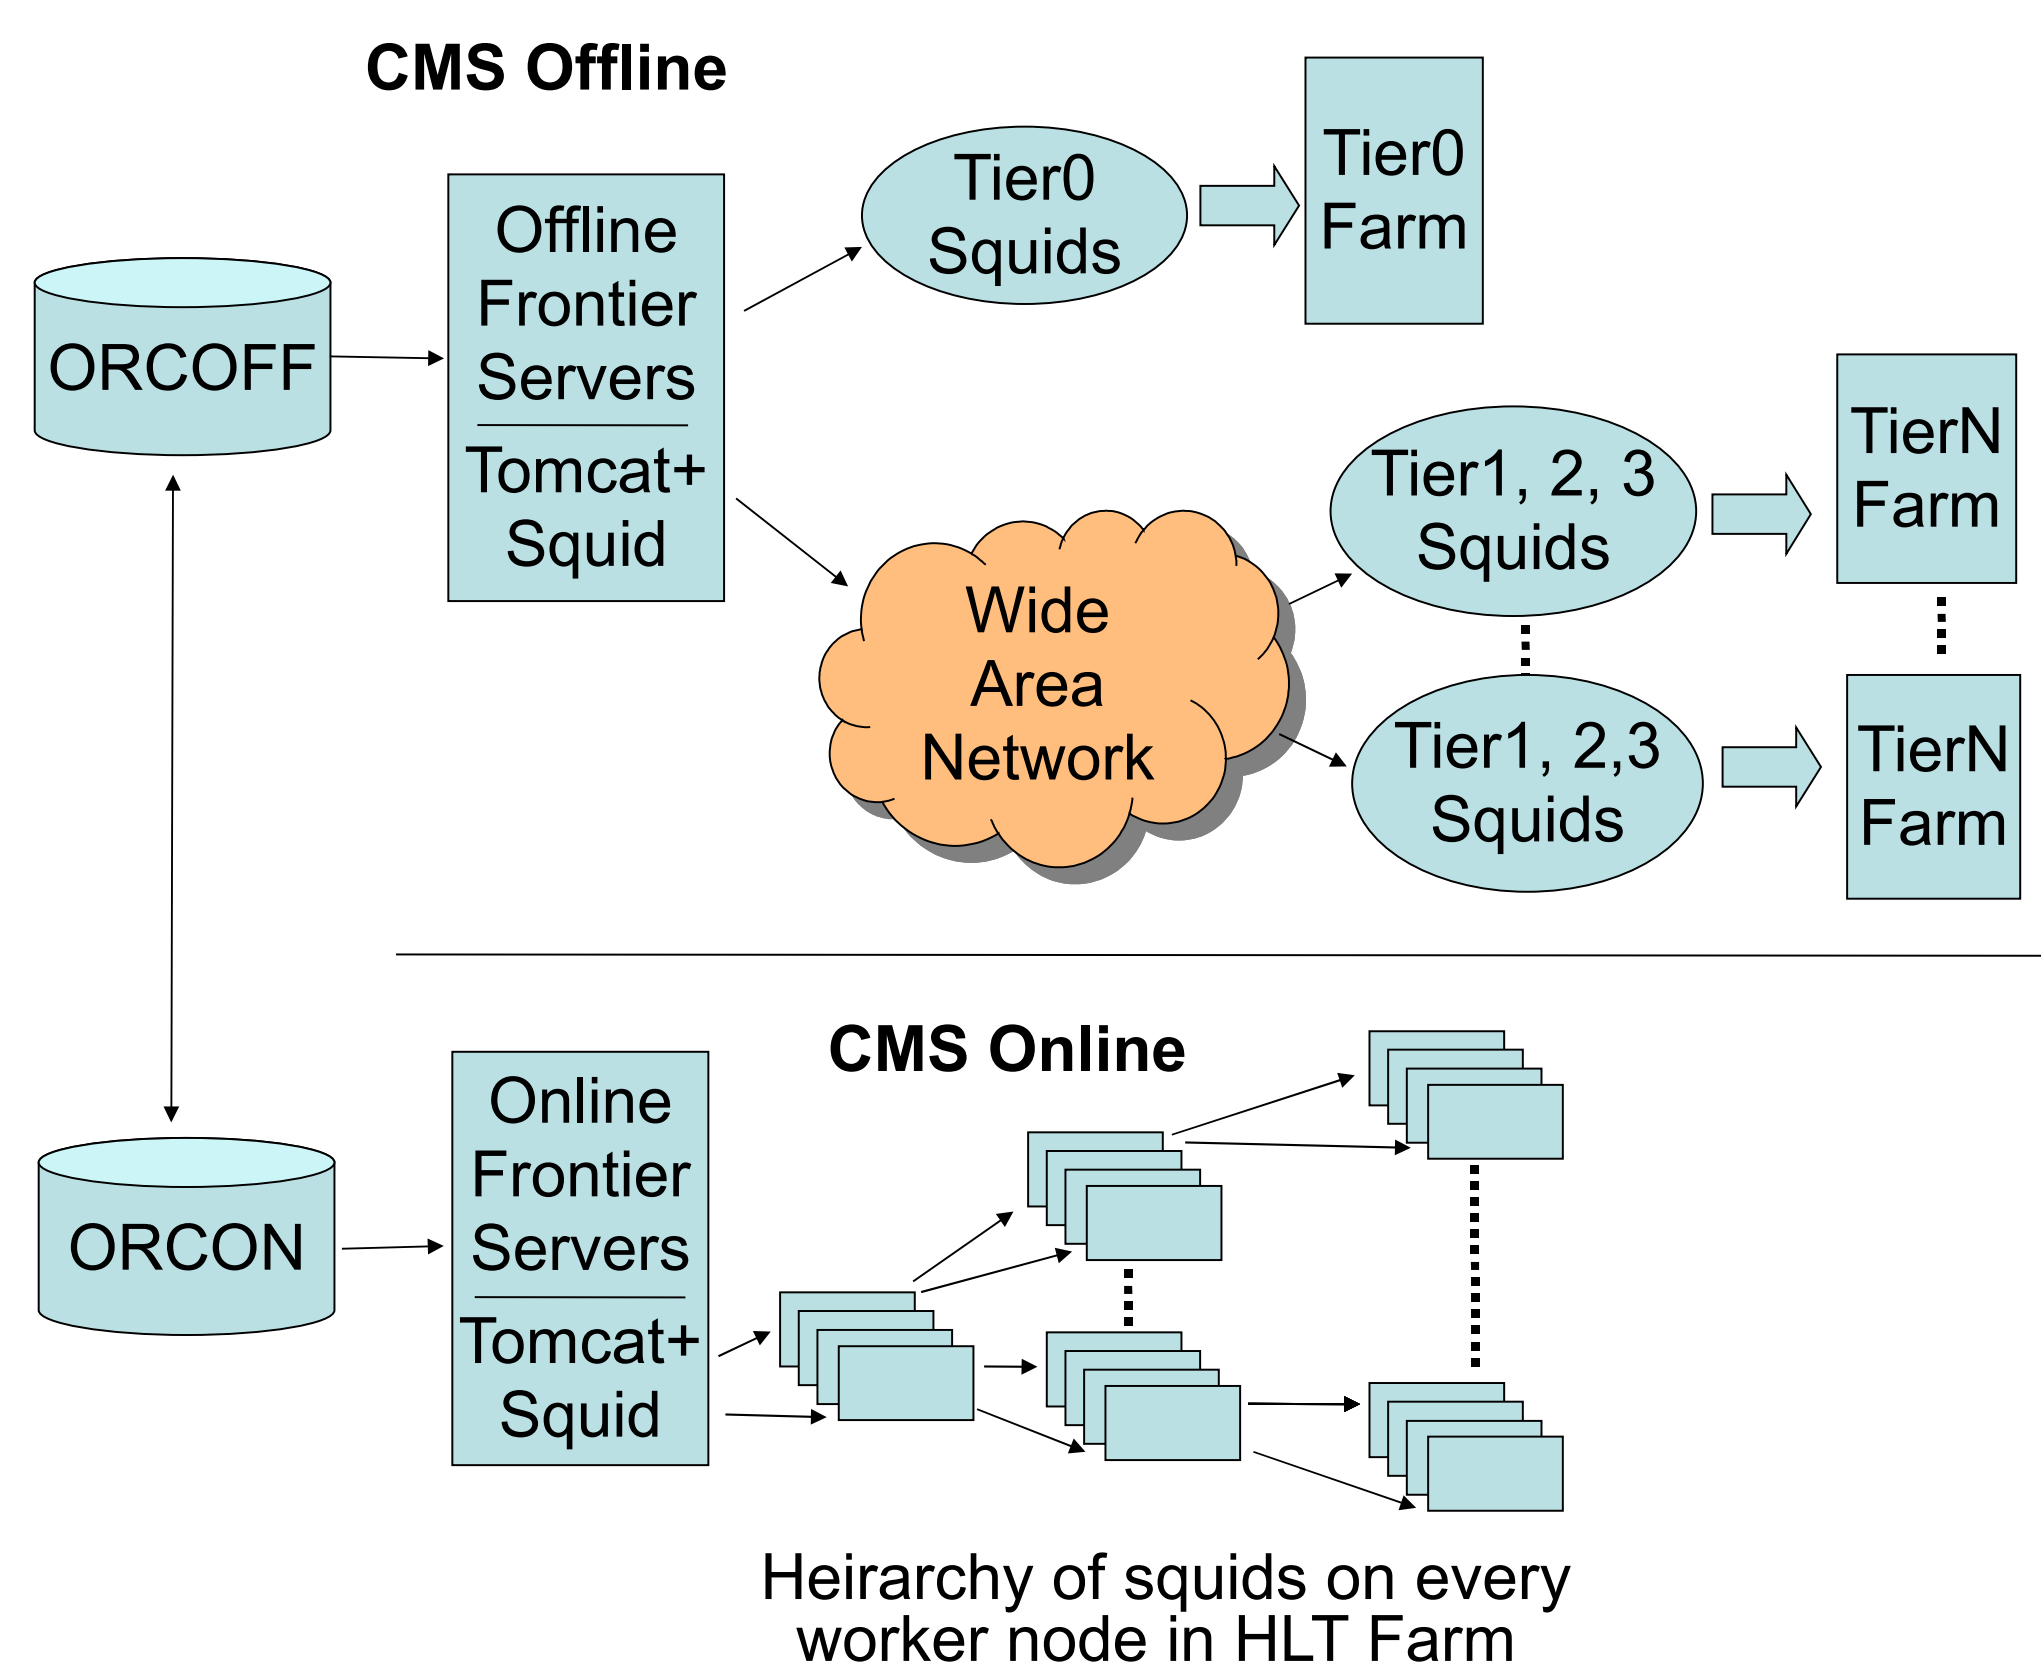 CMS Offline
ORCOFF
Offline
Frontier
Servers
Tomcat+
Squid
Tier0
Squids
Tier0
Farm
Wide
Area
Network
Tier1, 2, 3
Squids
TierN
Farm
Tier1, 2,3
Squids
TierN
Farm
CMS Online
ORCON
Online
Frontier
Servers
Tomcat+
Squid
Heirarchy of squids on every
worker node in HLT Farm